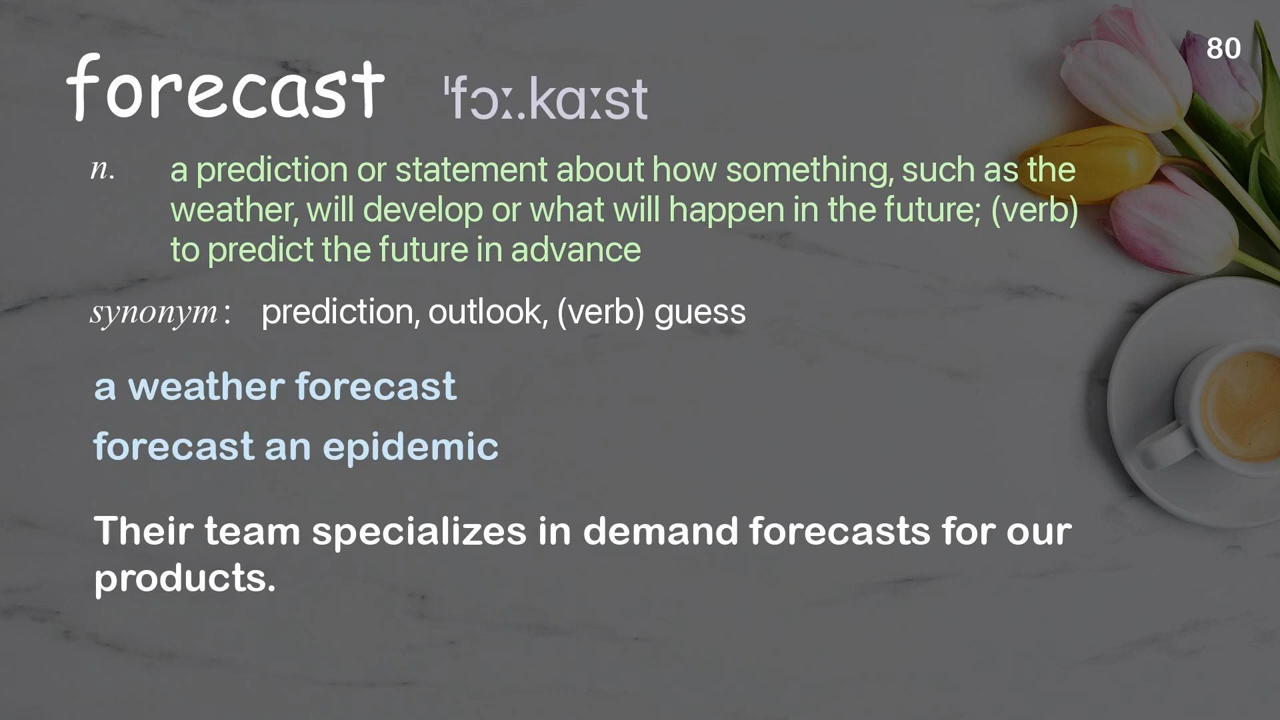 80
forecast ˈfɔː.kɑːst
n. a prediction or statement about how something, such as the
weather, will develop or what will happen in the future; (verb)
to predict the future in advance
synonym: prediction, outlook, (verb) guess
a weather forecast
forecast an epidemic
Their team specializes in demand forecasts for our
products.